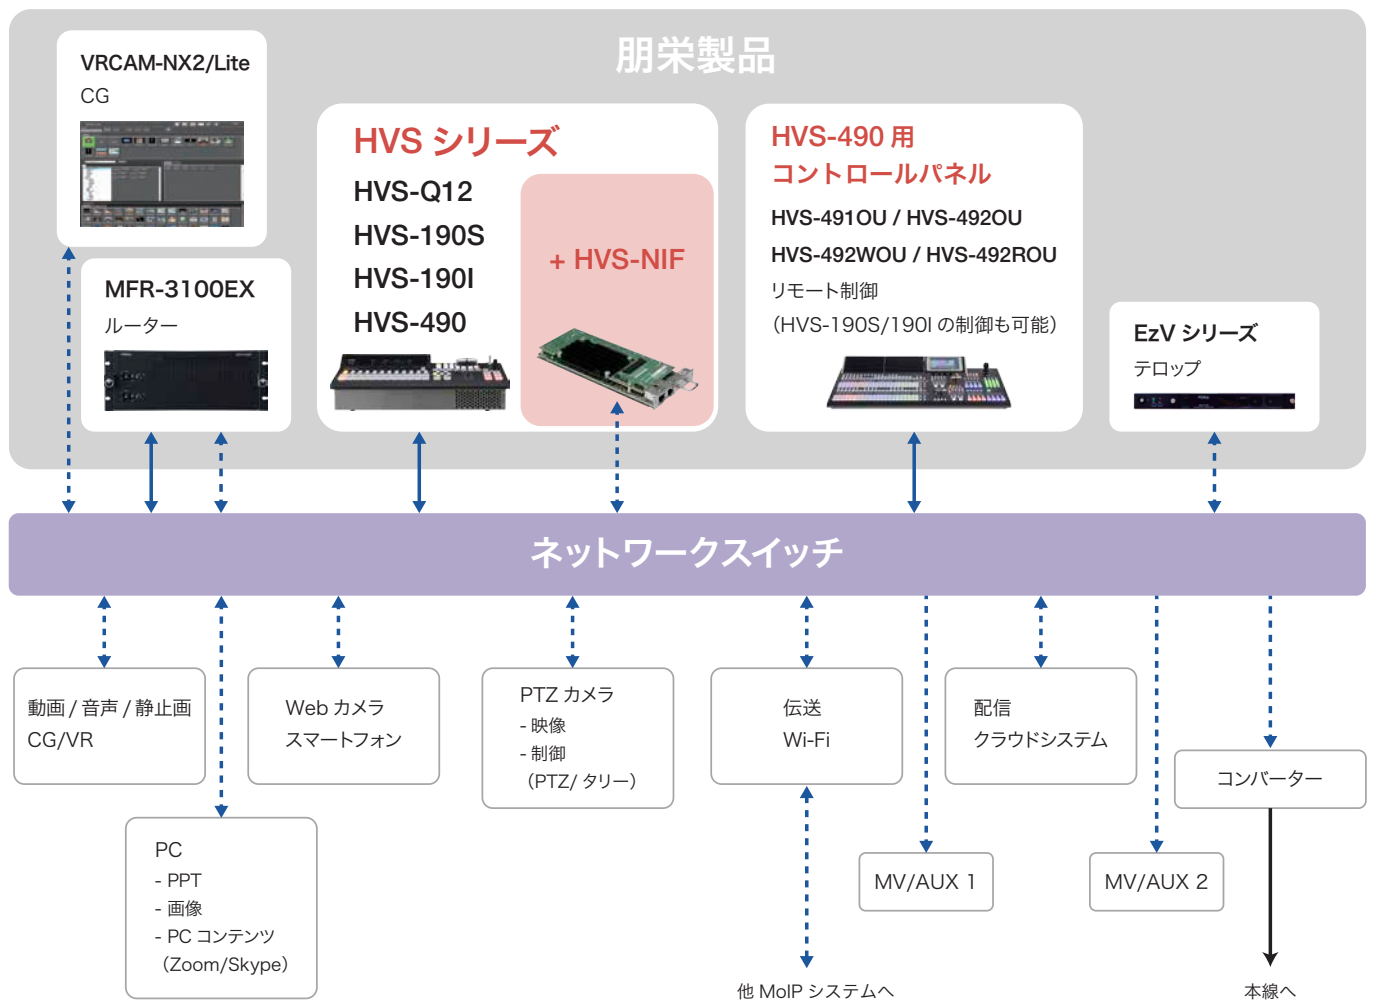 朋栄製品
VRCAM-NX2/Lite
CG
MFR-3100EX
ルーター
HVS シリーズ
HVS-Q12
HVS-190S
HVS-190I
HVS-490
+ HVS-NIF
HVS-490 用
コントロールパネル
HVS-491OU / HVS-492OU
HVS-492WOU / HVS-492ROU
リモート制御
（HVS-190S/190I の制御も可能）
EzV シリーズ
テロップ
ネットワークスイッチ
動画 / 音声 / 静止画
CG/VR
Web カメラ
スマートフォン
PTZ カメラ
- 映像
- 制御
（PTZ/ タリー）
伝送
Wi-Fi
配信
クラウドシステム
コンバーター
PC
- PPT
- 画像
- PC コンテンツ
（Zoom/Skype）
MV/AUX 1
MV/AUX 2
他 MoIP システムへ
本線へ